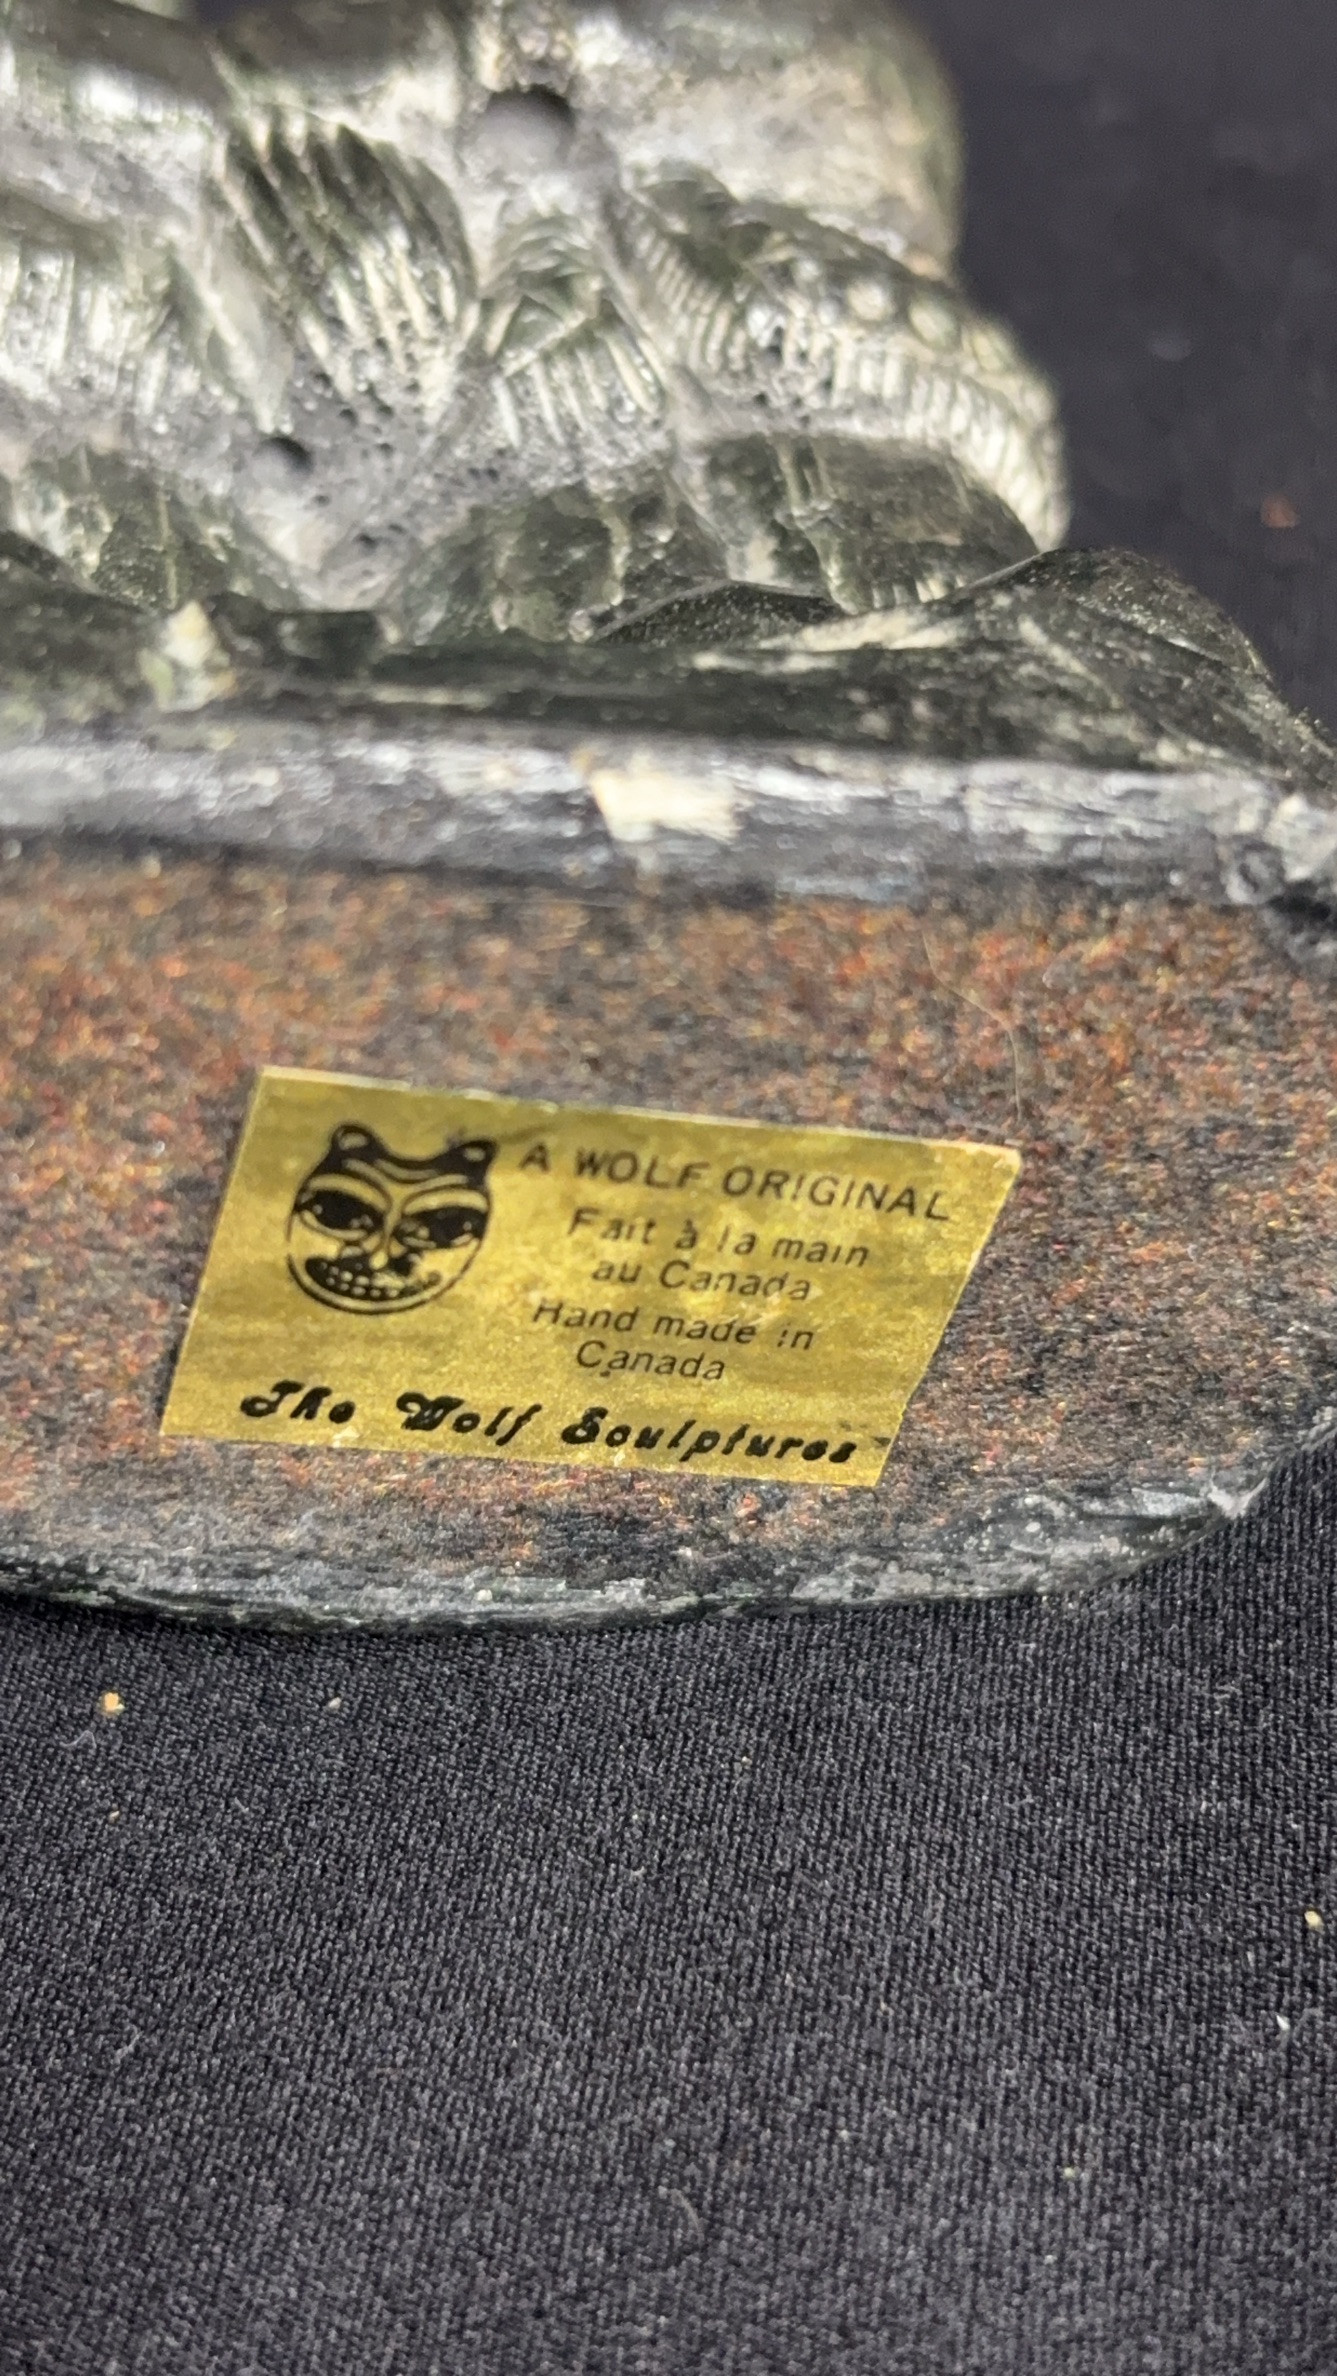 A WOLF ORIGINAL
Fait à la main
au Canada
Hand made in
Canada
The Wolf Sculptures